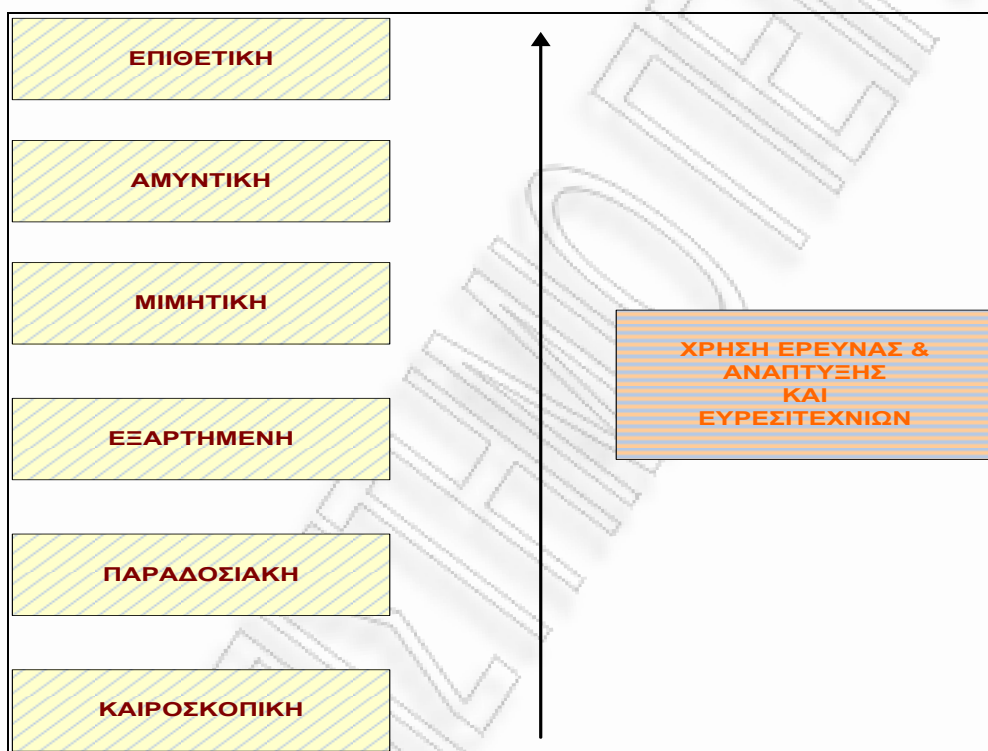 ΕΠΙΘΕΤΙΚΗ
ΑΜΥΝΤΙΚΗ
ΜΙΜΗΤΙΚΗ
ΕΞΑΡΤΗΜΕΝΗ
ΠΑΡΑΔΟΣΙΑΚΗ
ΚΑΙΡΟΣΚΟΠΙΚΗ
ΧΡΗΣΗ ΕΡΕΥΝΑΣ &
ΑΝΑΠΤΥΞΗΣ
ΚΑΙ
ΕΥΡΕΣΙΤΕΧΝΙΩΝ